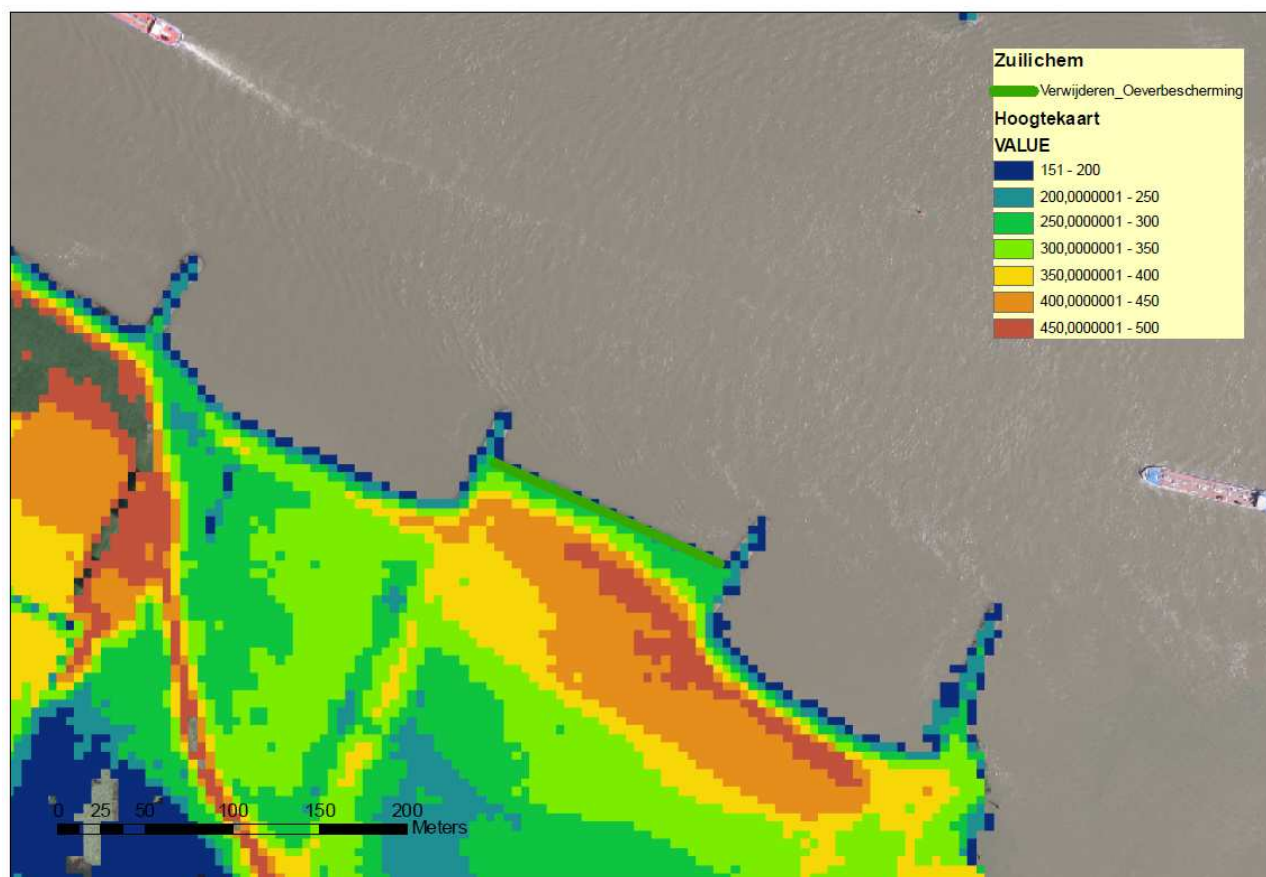 Zuilichem
Verwijderen_Oeverbescherming
Hoogtekaart
VALUE
151 - 200
200,0000001 - 250
250,0000001 - 300
300,0000001 - 350
350,0000001 - 400
400,0000001 - 450
450,0000001 - 500
0 25 50 100 150 200
Meters